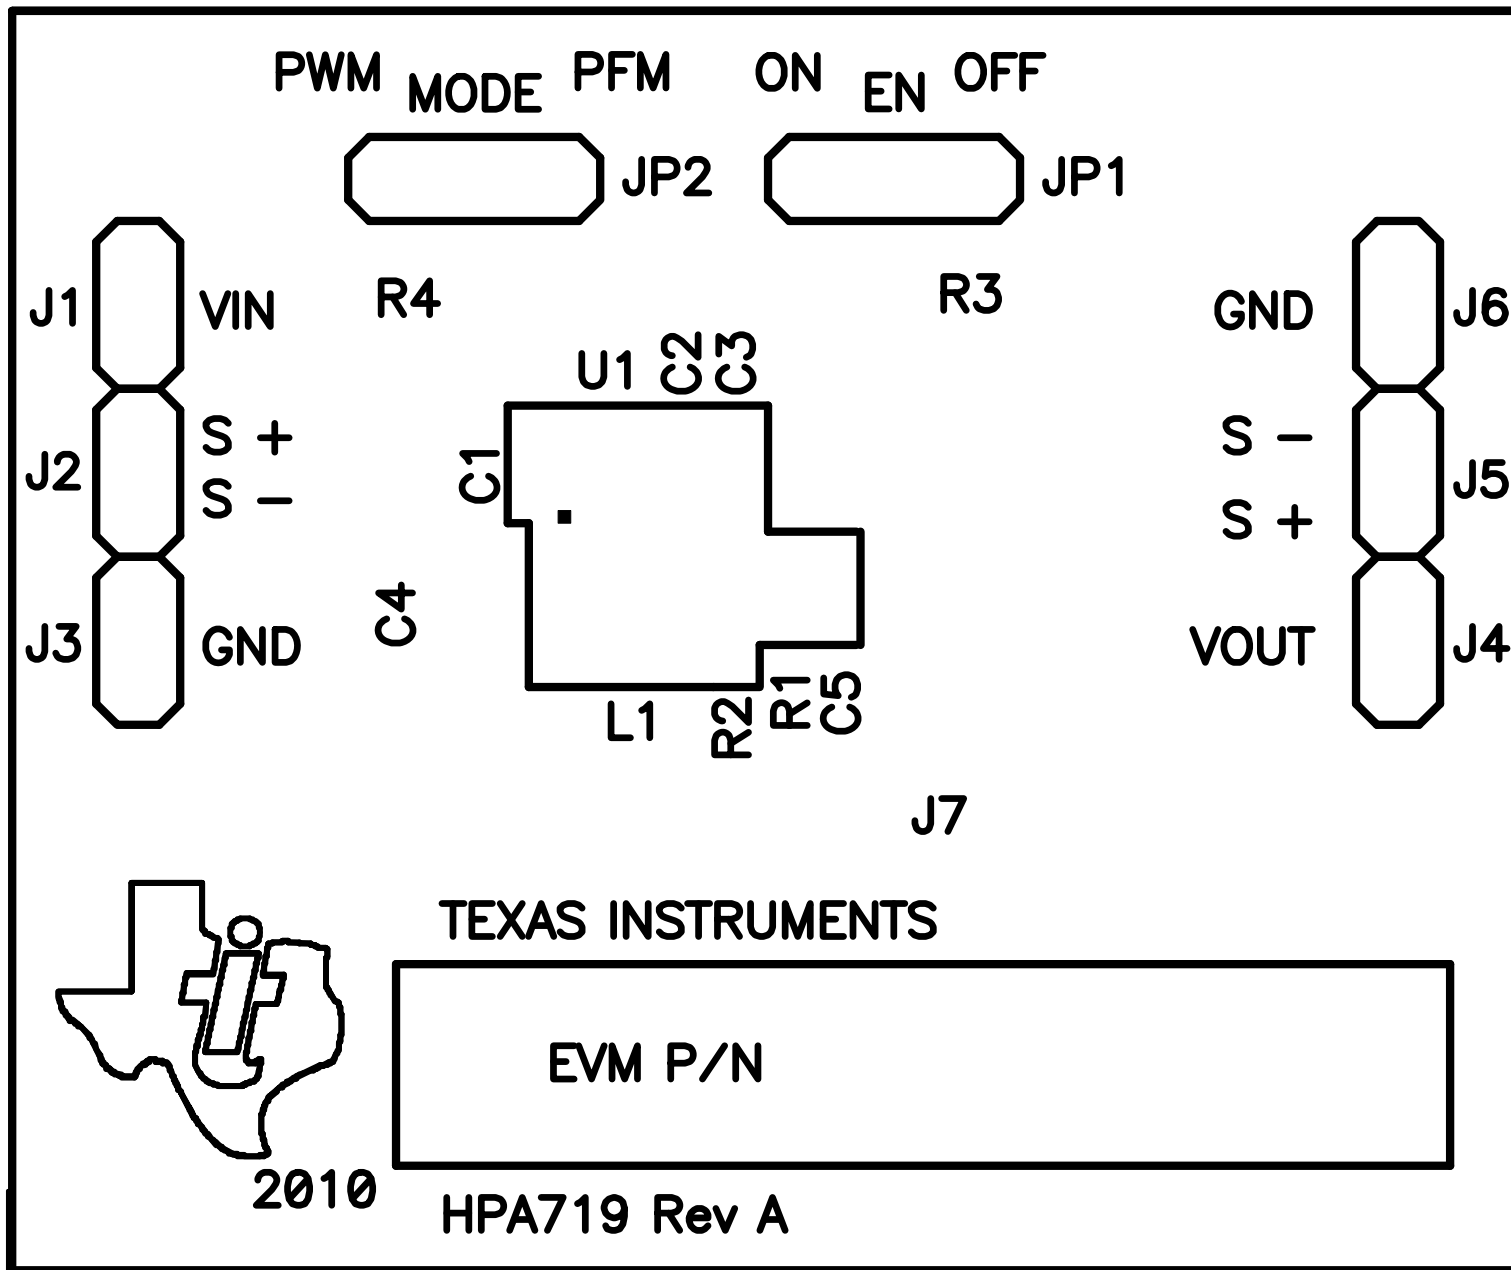 PWM MODE PFM ON EN OFF
JP2 JP1
J1 VIN R4 R3 GND J6
U1 C2 C3
J2 S + S - C1 S - S + J5
C4
J3 GND VOUT J4
L1 R2 R1 C5
J7
TEXAS INSTRUMENTS
EVM P/N
2010
HPA719 Rev A